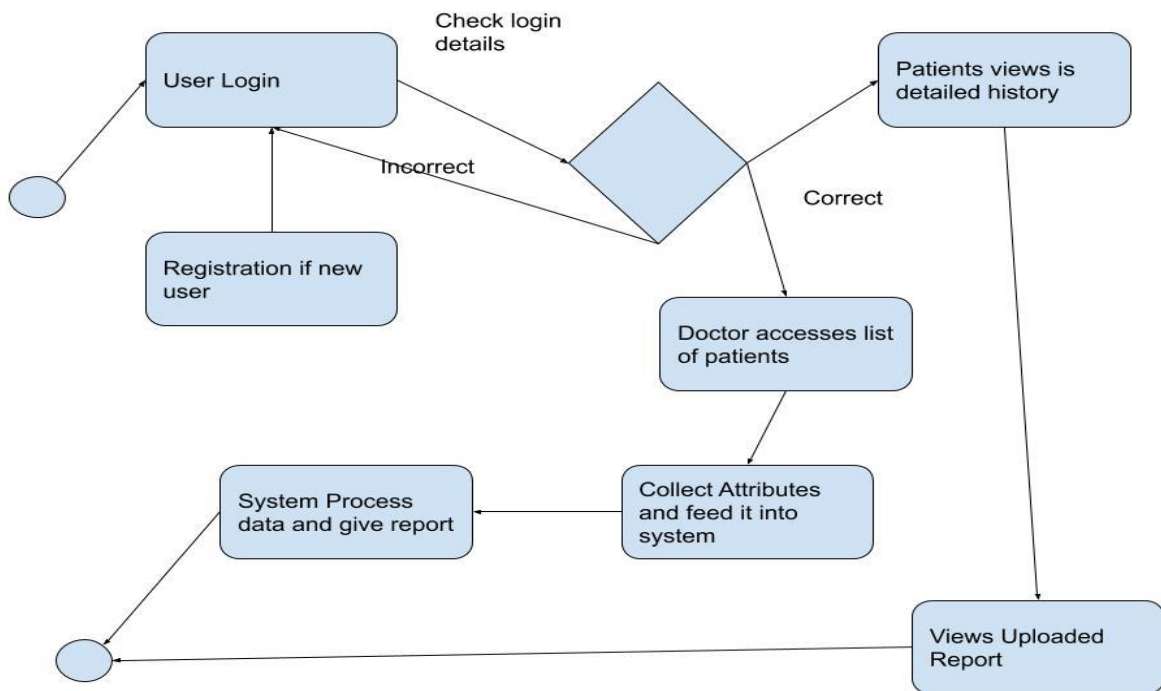 Check login
details
User Login
Patients views is
detailed history
Incorrect
Correct
Registration if new
user
Doctor accesses list
of patients
System Process
data and give report
Collect Attributes
and feed it into
system
Views Uploaded
Report